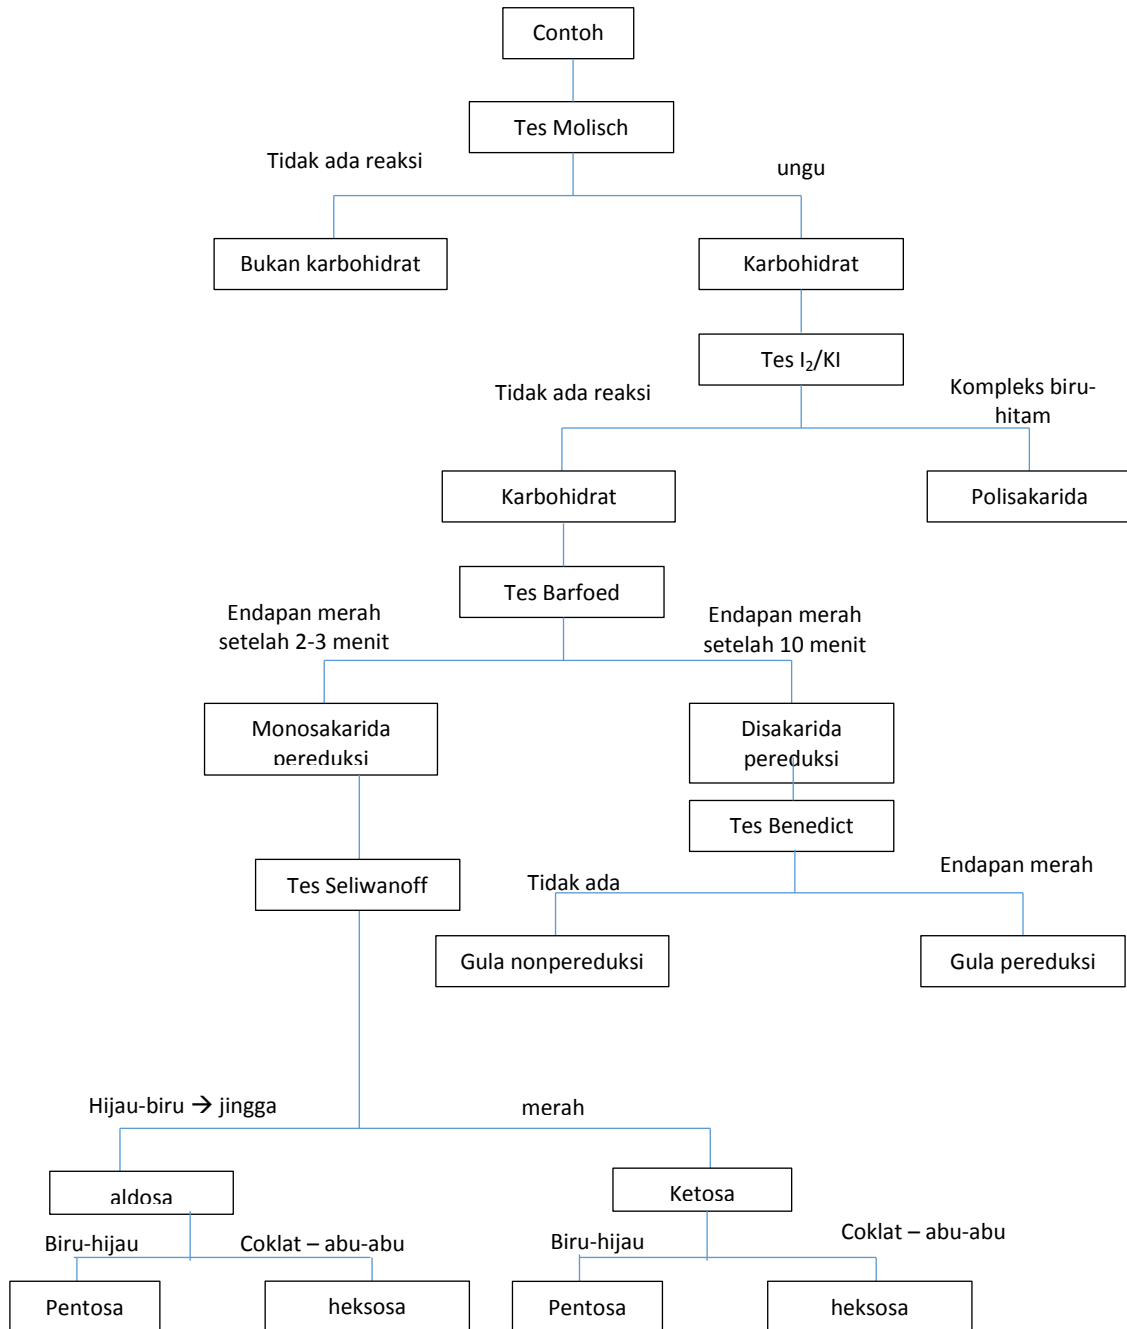 Contoh
Tes Molisch
Tidak ada reaksi
ungu
Bukan karbohidrat
Karbohidrat
Tes I₂/KI
Tidak ada reaksi
Kompleks biru-
hitam
Karbohidrat
Polisakarida
Tes Barfoed
Endapan merah
setelah 2-3 menit
Endapan merah
setelah 10 menit
Monosakarida
pereduksi
Disakarida
pereduksi
Tes Benedict
Tes Seliwanoff
Tidak ada
Endapan merah
Gula nonpereduksi
Gula pereduksi
Hijau-biru → jingga
merah
aldosa
Ketosa
Biru-hijau
Coklat – abu-abu
Biru-hijau
Coklat – abu-abu
Pentosa
heksosa
Pentosa
heksosa